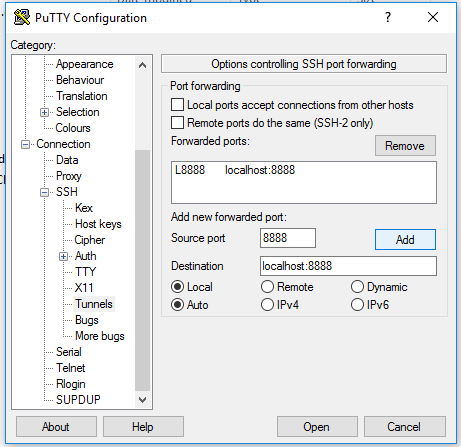 PuTTY Configuration
?
Category:
Appearance
Behaviour
Translation
Selection
Colours
Connection
Data
Proxy
SSH
Kex
Host keys
Cipher
Auth
TTY
X11
Tunnels
Bugs
More bugs
Serial
Telnet
Rlogin
SUPDUP
Options controlling SSH port forwarding
Port forwarding
Local ports accept connections from other hosts
Remote ports do the same (SSH-2 only)
Forwarded ports:
Remove
L8888 localhost:8888
Add new forwarded port:
Source port 8888 Add
Destination localhost:8888
Local Remote Dynamic
Auto IPv4 IPv6
About Help Open Cancel